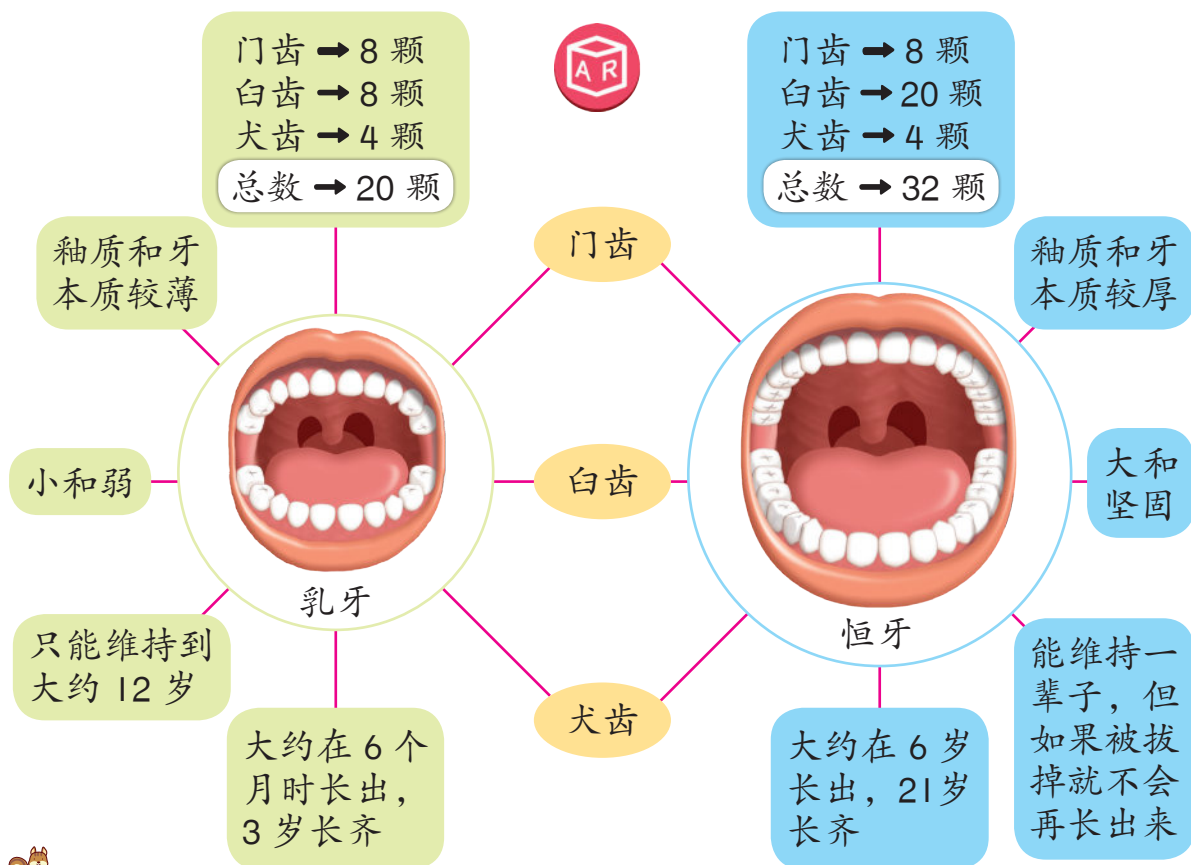 门齿 → 8 颗
臼齿 → 8 颗
犬齿 → 4 颗
总数 → 20 颗
AR
门齿 → 8 颗
臼齿 → 20 颗
犬齿 → 4 颗
总数 → 32 颗
釉质和牙
本质较薄
门齿
釉质和牙
本质较厚
小和弱
臼齿
大和
坚固
乳牙
恒牙
只能维持到
大约 12 岁
大约在 6 个
月时长出，
3 岁长齐
犬齿
大约在 6 岁
长出，21岁
长齐
能维持一
辈子，但
如果被拔
掉就不会
再长出来